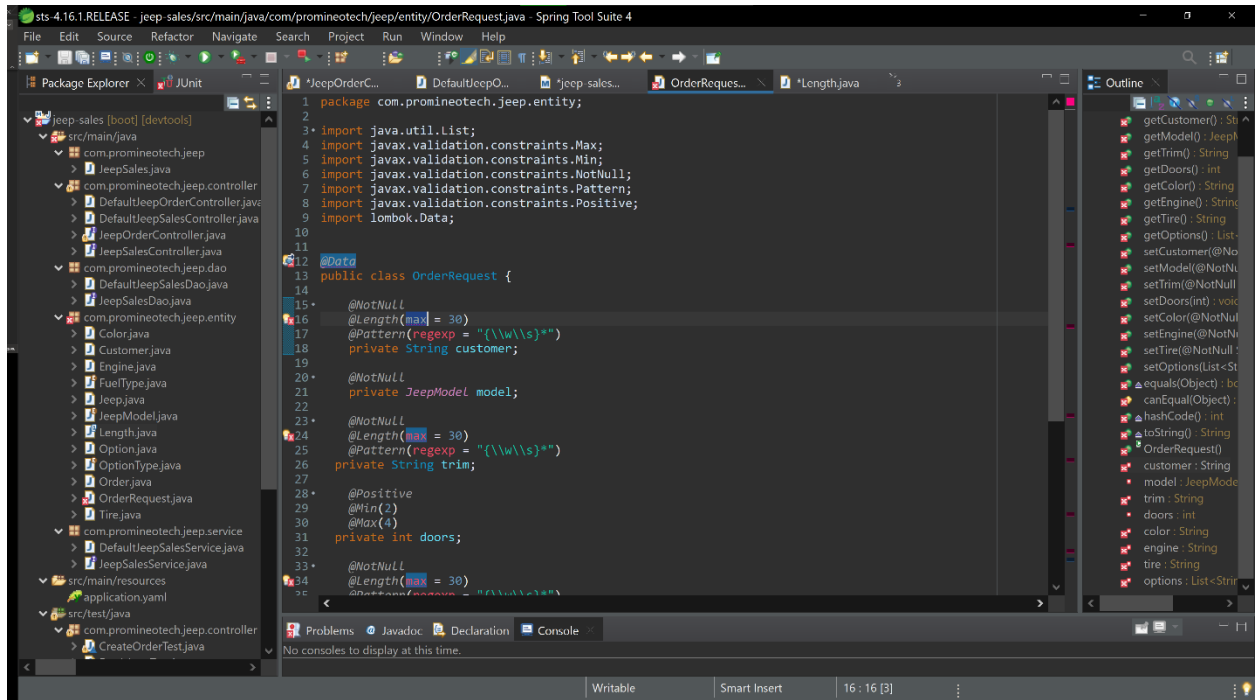 sts-4.16.1.RELEASE - jeep-sales/src/main/java/com/promineotech/jeep/entity/OrderRequest.java - Spring Tool Suite 4
File Edit Source Refactor Navigate Search Project Run Window Help
Package Explorer JUnit
jeep-sales [boot] [devtools]
src/main/java
com.promineotech.jeep
JeepSales.java
com.promineotech.jeep.controller
DefaultJeepOrderController.java
DefaultJeepSalesController.java
JeepOrderController.java
JeepSalesController.java
com.promineotech.jeep.dao
DefaultJeepSalesDao.java
JeepSalesDao.java
com.promineotech.jeep.entity
Color.java
Customer.java
Engine.java
FuelType.java
Jeep.java
JeepModel.java
Length.java
Option.java
OptionType.java
Order.java
OrderRequest.java
Tire.java
com.promineotech.jeep.service
DefaultJeepSalesService.java
JeepSalesService.java
src/main/resources
application.yaml
src/test/java
com.promineotech.jeep.controller
CreateOrderTest.java
*JeepOrderC... DefaultJeepO... *jeep-sales... OrderReques... *Length.java 3
1 package com.promineotech.jeep.entity;
2
3 import java.util.List;
4 import javax.validation.constraints.Max;
5 import javax.validation.constraints.Min;
6 import javax.validation.constraints.NotNull;
7 import javax.validation.constraints.Pattern;
8 import javax.validation.constraints.Positive;
9 import lombok.Data;
10
11
12 @Data
13 public class OrderRequest {
14
15 @NotNull
16 @Length(max = 30)
17 @Pattern(regexp = "{\\w\\s}*")
18 private String customer;
19
20 @NotNull
21 private JeepModel model;
22
23 @NotNull
24 @Length(max = 30)
25 @Pattern(regexp = "{\\w\\s}*")
26 private String trim;
27
28 @Positive
29 @Min(2)
30 @Max(4)
31 private int doors;
32
33 @NotNull
34 @Length(max = 30)
35 @Pattern(regexp = "{\\w\\s}*")
Outline
getCustomer() : St
getModel() : JeepM
getTrim() : String
getDoors() : int
getColor() : String
getEngine() : String
getTire() : String
getOptions() : List<
setCustomer(@No
setModel(@NotNu
setTrim(@NotNull
setDoors(int) : void
setColor(@NotNul
setEngine(@NotNu
setTire(@NotNull
setOptions(List<St
equals(Object) : bo
canEqual(Object) :
hashCode() : int
toString() : String
OrderRequest()
customer : String
model : JeepMode
trim : String
doors : int
color : String
engine : String
tire : String
options : List<Strin
Problems Javadoc Declaration Console
No consoles to display at this time.
Writable Smart Insert 16 : 16 [3]